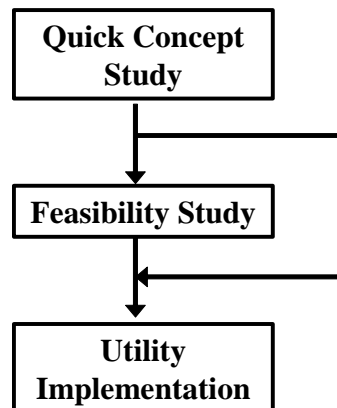 Quick Concept
Study
Feasibility Study
Utility
Implementation